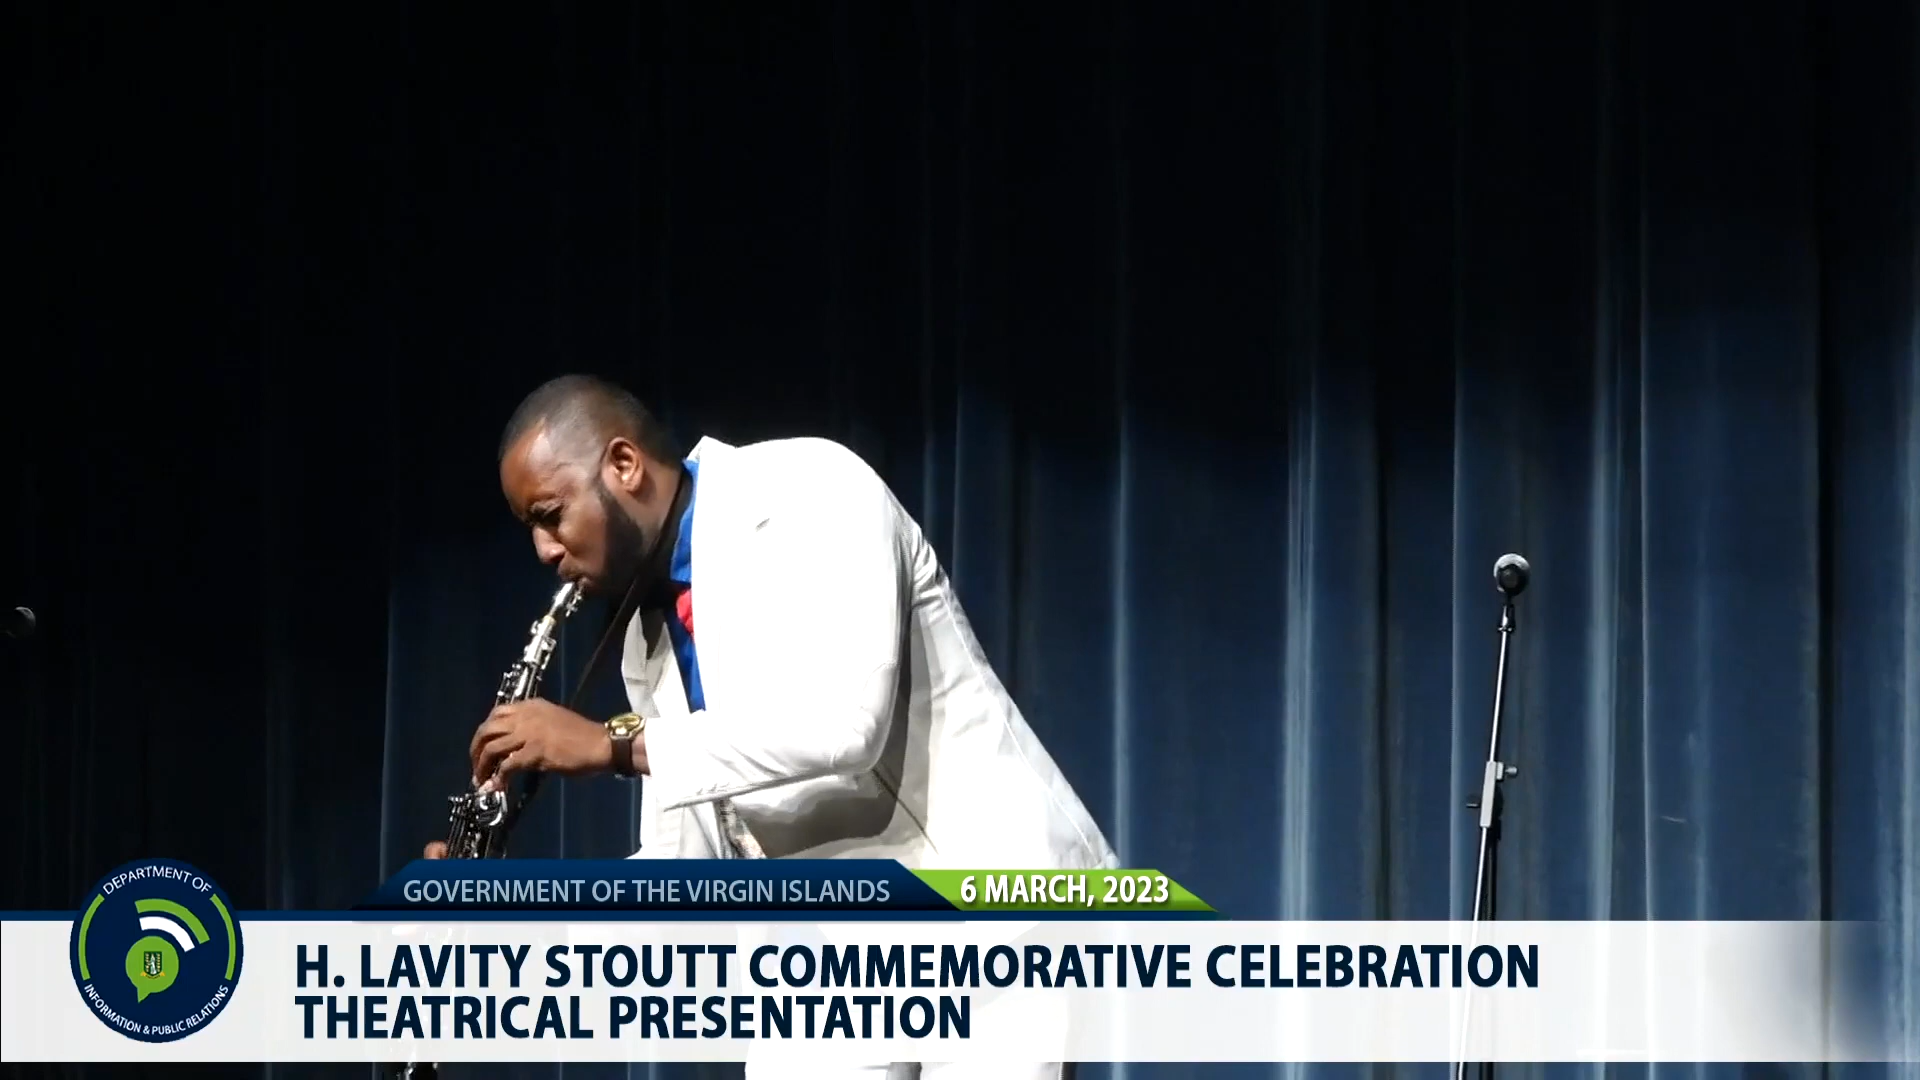 GOVERNMENT OF THE VIRGIN ISLANDS
6 MARCH, 2023
DEPARTMENT OF
INFORMATION & PUBLIC RELATIONS
H. LAVITY STOUTT COMMEMORATIVE CELEBRATION
THEATRICAL PRESENTATION